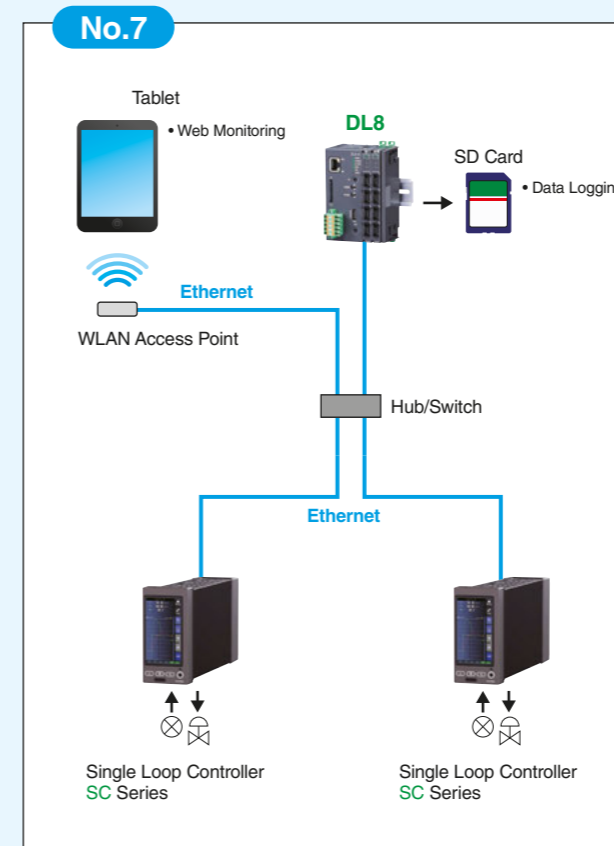 No.7
Tablet
• Web Monitoring
DL8
SD Card
• Data Loggin
Ethernet
WLAN Access Point
Hub/Switch
Ethernet
Single Loop Controller
SC Series
Single Loop Controller
SC Series